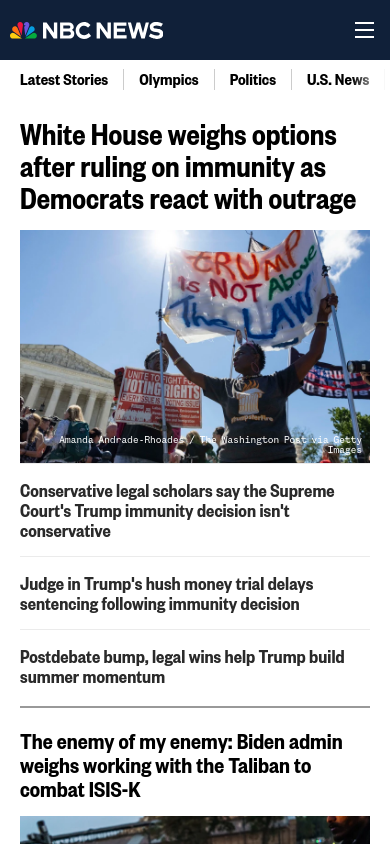 NBC NEWS
Latest Stories
Olympics
Politics
U.S. News
White House weighs options
after ruling on immunity as
Democrats react with outrage
TRUMP
IS NOT Above
The LAW
UNITE TO FIGHT FOR
VOTING
RIGHTS
Amanda Andrade-Rhoades / The Washington Post via Getty
Images
Conservative legal scholars say the Supreme
Court's Trump immunity decision isn't
conservative
Judge in Trump's hush money trial delays
sentencing following immunity decision
Postdebate bump, legal wins help Trump build
summer momentum
The enemy of my enemy: Biden admin
weighs working with the Taliban to
combat ISIS-K